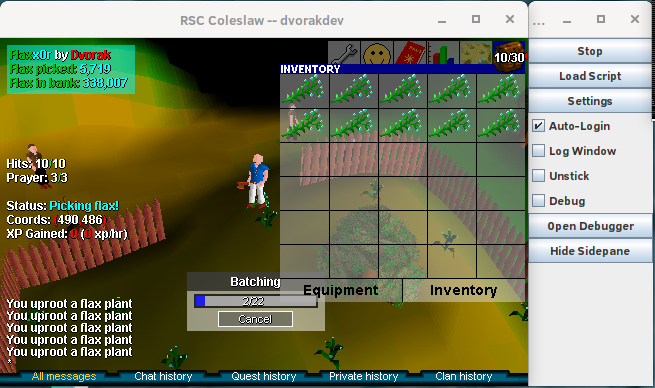 RSC Coleslaw -- dvorakdev
...
Flaxx0r by Dvorak
Flax picked: 5,719
Flax in bank: 338,007
10/30
INVENTORY
Hits: 10/10
Prayer: 3/3
Status: Picking flax!
Coords: (490,486)
XP Gained: 0 (0 xp/hr)
Batching
2/22
Cancel
Equipment
Inventory
You uproot a flax plant
You uproot a flax plant
You uproot a flax plant
You uproot a flax plant
You uproot a flax plant
*
All messages
Chat history
Quest history
Private history
Clan history
Stop
Load Script
Settings
Auto-Login
Log Window
Unstick
Debug
Open Debugger
Hide Sidepane